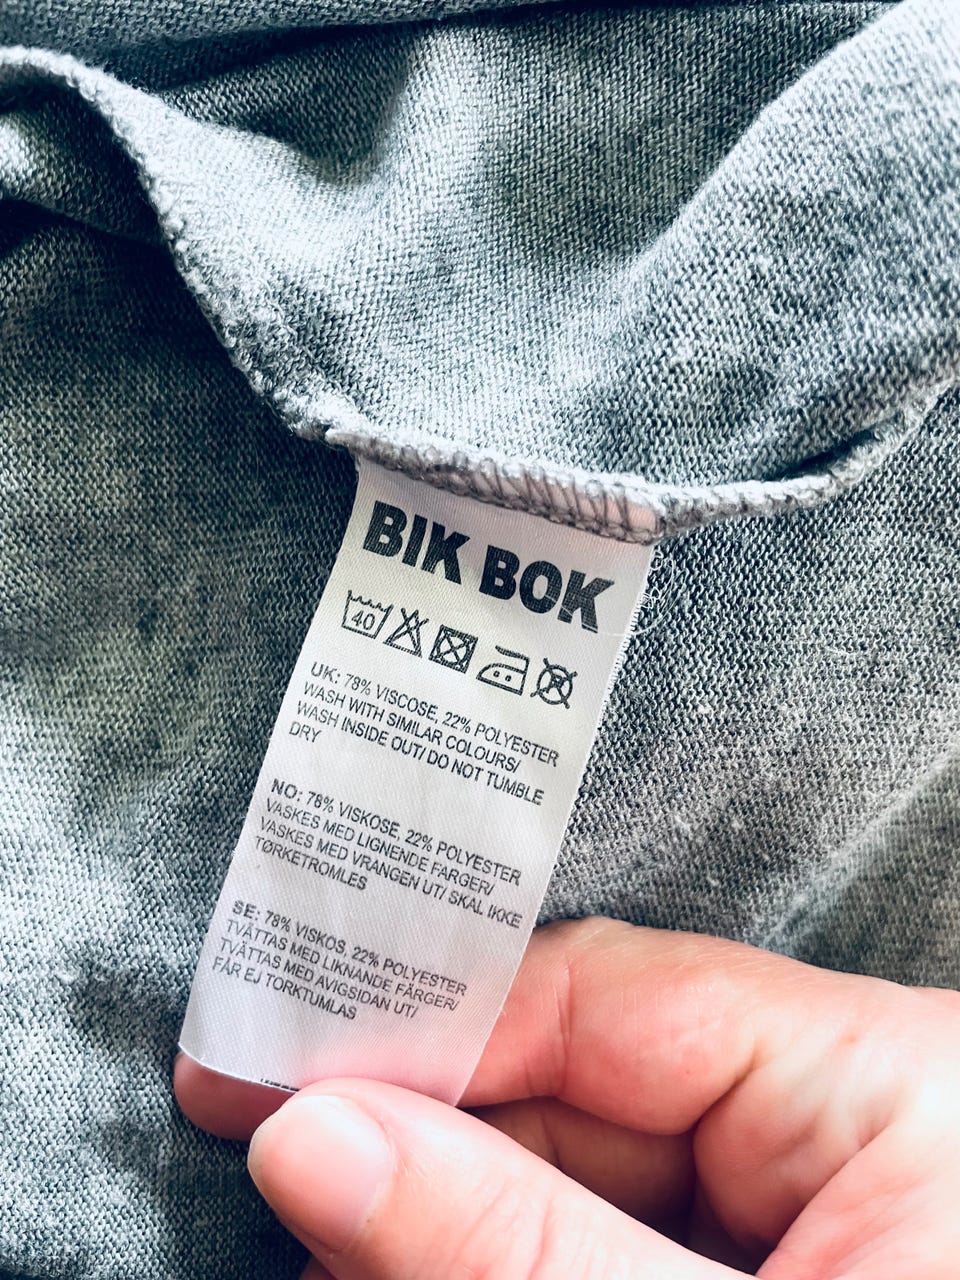 BIK BOK
40
UK: 78% VISCOSE, 22% POLYESTER
WASH WITH SIMILAR COLOURS/
WASH INSIDE OUT/ DO NOT TUMBLE
DRY
NO: 78% VISKOSE, 22% POLYESTER
VASKES MED LIGNENDE FARGER/
VASKES MED VRANGEN UT/ SKAL IKKE
TØRKETROMLES
SE: 78% VISKOS, 22% POLYESTER
TVÄTTAS MED LIKNANDE FÄRGER/
TVÄTTAS MED AVIGSIDAN UT/
FÅR EJ TORKTUMLAS